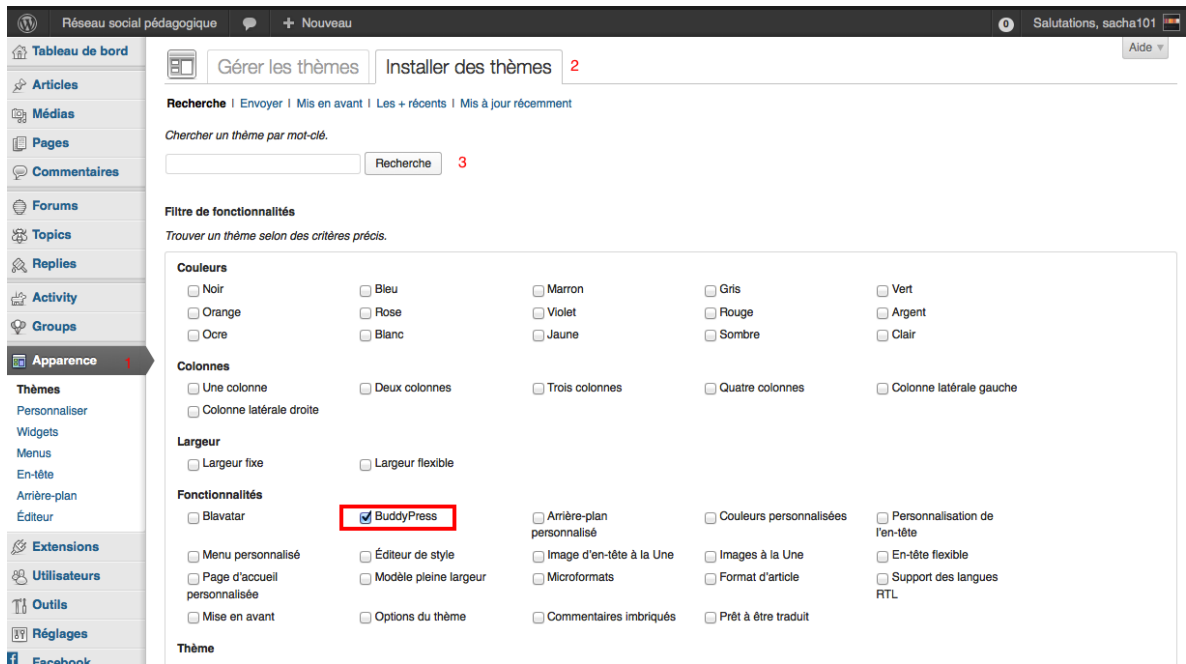 Réseau social pédagogique + Nouveau 0 Salutations, sacha101
Aide
Tableau de bord
Articles
Médias
Pages
Commentaires
Forums
Topics
Replies
Activity
Groups
Apparence 1
Thèmes
Personnaliser
Widgets
Menus
En-tête
Arrière-plan
Éditeur
Extensions
Utilisateurs
Outils
Réglages
Facebook
Gérer les thèmes Installer des thèmes 2
Recherche | Envoyer | Mis en avant | Les + récents | Mis à jour récemment
Chercher un thème par mot-clé.
Recherche 3
Filtre de fonctionnalités
Trouver un thème selon des critères précis.
Couleurs
Noir Bleu Marron Gris Vert
Orange Rose Violet Rouge Argent
Ocre Blanc Jaune Sombre Clair
Colonnes
Une colonne Deux colonnes Trois colonnes Quatre colonnes Colonne latérale gauche
Colonne latérale droite
Largeur
Largeur fixe Largeur flexible
Fonctionnalités
Blavatar BuddyPress Arrière-plan personnalisé Couleurs personnalisées Personnalisation de l'en-tête
Menu personnalisé Éditeur de style Image d'en-tête à la Une Images à la Une En-tête flexible
Page d'accueil personnalisée Modèle pleine largeur Microformats Format d'article Support des langues RTL
Mise en avant Options du thème Commentaires imbriqués Prêt à être traduit
Thème